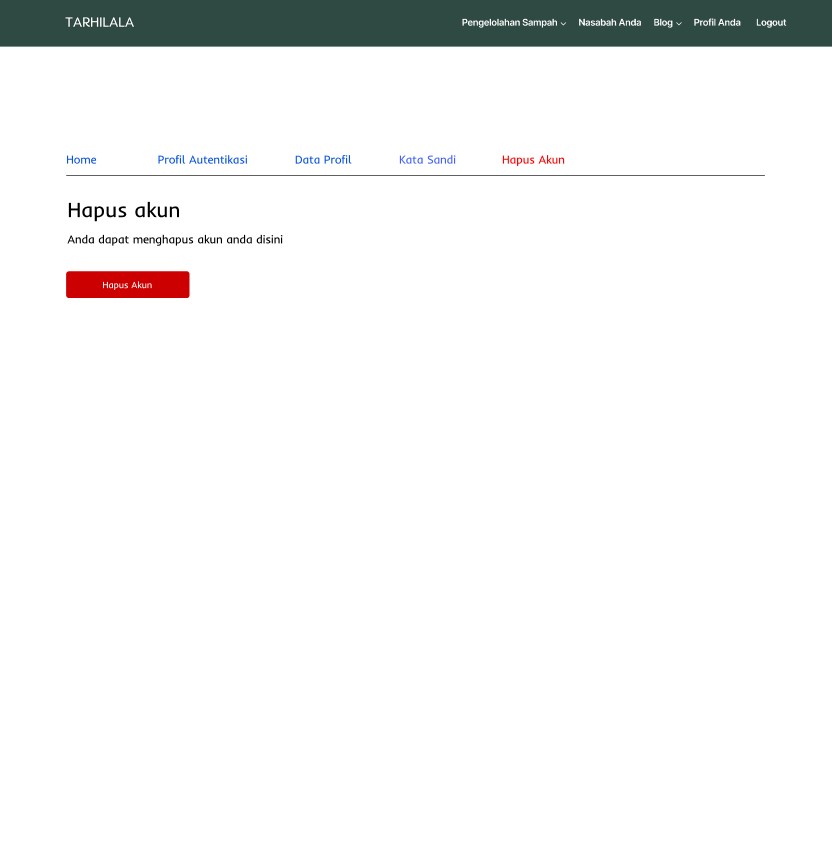 TARHILALA Pengelolahan Sampah Nasabah Anda Blog Profil Anda Logout
Home Profil Autentikasi Data Profil Kata Sandi Hapus Akun
Hapus akun
Anda dapat menghapus akun anda disini
Hapus Akun